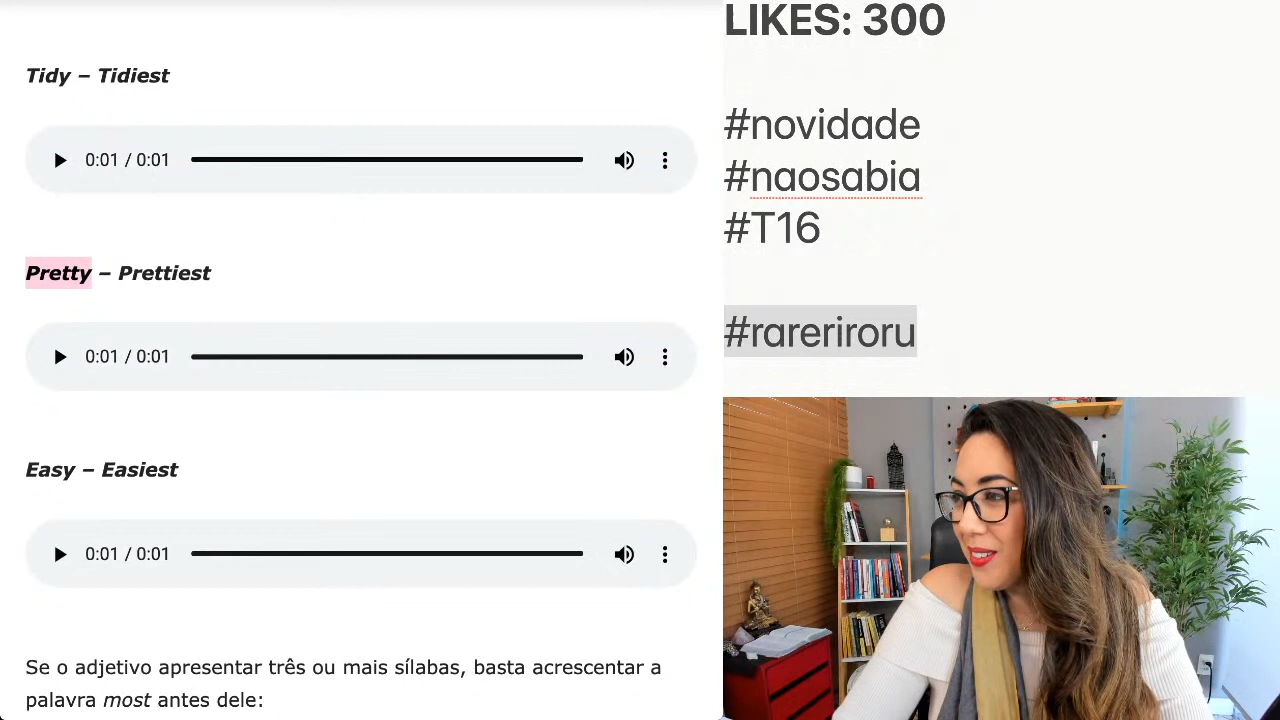 Tidy – Tidiest
0:01 / 0:01
Pretty – Prettiest
0:01 / 0:01
Easy – Easiest
0:01 / 0:01
Se o adjetivo apresentar três ou mais sílabas, basta acrescentar a
palavra most antes dele:
LIKES: 300
#novidade
#naosabia
#T16
#rareriroru